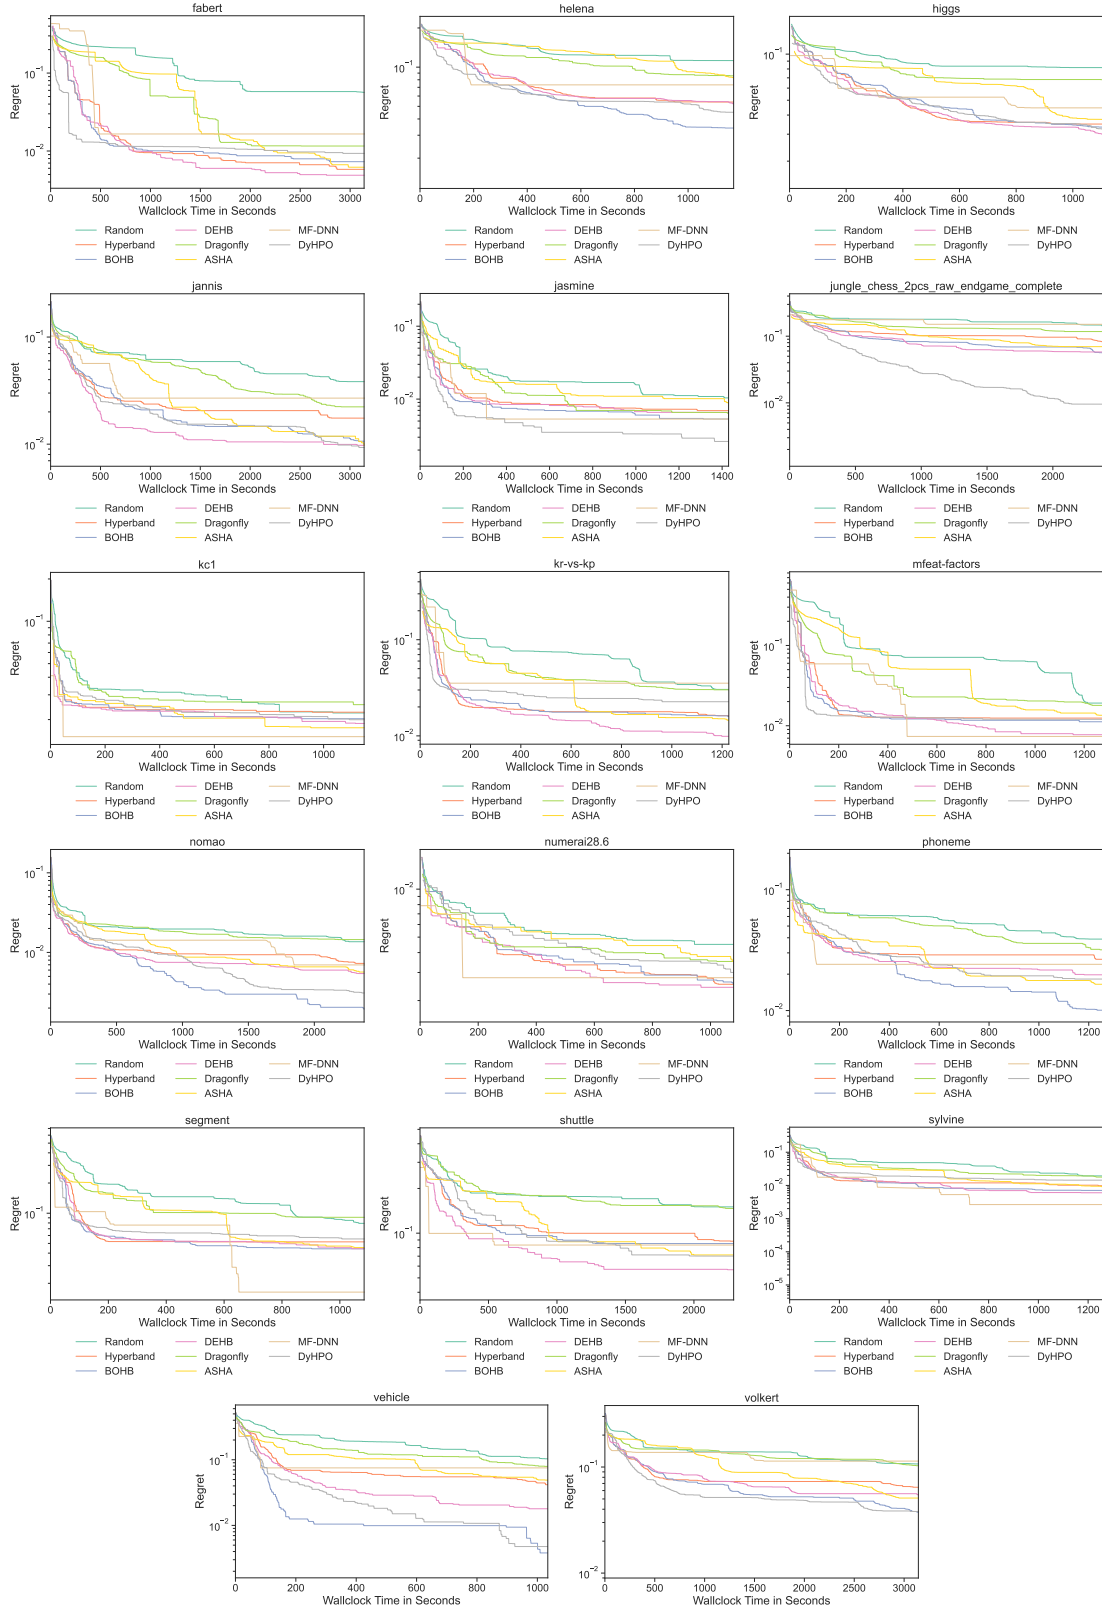 fabert
helena
higgs
Regret
10⁻¹
10⁻²
0 500 1000 1500 2000 2500 3000
Wallclock Time in Seconds
Regret
10⁻¹
0 200 400 600 800 1000
Wallclock Time in Seconds
Regret
10⁻¹
0 200 400 600 800 1000
Wallclock Time in Seconds
Random DEHB MF-DNN
Hyperband Dragonfly DyHPO
BOHB ASHA
Random DEHB MF-DNN
Hyperband Dragonfly DyHPO
BOHB ASHA
Random DEHB MF-DNN
Hyperband Dragonfly DyHPO
BOHB ASHA
jannis
jasmine
jungle_chess_2pcs_raw_endgame_complete
Regret
10⁻¹
10⁻²
0 500 1000 1500 2000 2500 3000
Wallclock Time in Seconds
Regret
10⁻¹
10⁻²
0 200 400 600 800 1000 1200 1400
Wallclock Time in Seconds
Regret
10⁻¹
10⁻²
0 500 1000 1500 2000
Wallclock Time in Seconds
Random DEHB MF-DNN
Hyperband Dragonfly DyHPO
BOHB ASHA
Random DEHB MF-DNN
Hyperband Dragonfly DyHPO
BOHB ASHA
Random DEHB MF-DNN
Hyperband Dragonfly DyHPO
BOHB ASHA
kc1
kr-vs-kp
mfeat-factors
Regret
10⁻¹
0 200 400 600 800 1000
Wallclock Time in Seconds
Regret
10⁻¹
10⁻²
0 200 400 600 800 1000 1200
Wallclock Time in Seconds
Regret
10⁻¹
10⁻²
0 200 400 600 800 1000 1200
Wallclock Time in Seconds
Random DEHB MF-DNN
Hyperband Dragonfly DyHPO
BOHB ASHA
Random DEHB MF-DNN
Hyperband Dragonfly DyHPO
BOHB ASHA
Random DEHB MF-DNN
Hyperband Dragonfly DyHPO
BOHB ASHA
nomao
numerai28.6
phoneme
Regret
10⁻¹
10⁻²
0 500 1000 1500 2000
Wallclock Time in Seconds
Regret
10⁻²
0 200 400 600 800 1000
Wallclock Time in Seconds
Regret
10⁻¹
10⁻²
0 200 400 600 800 1000 1200
Wallclock Time in Seconds
Random DEHB MF-DNN
Hyperband Dragonfly DyHPO
BOHB ASHA
Random DEHB MF-DNN
Hyperband Dragonfly DyHPO
BOHB ASHA
Random DEHB MF-DNN
Hyperband Dragonfly DyHPO
BOHB ASHA
segment
shuttle
sylvine
Regret
10⁻¹
0 200 400 600 800 1000
Wallclock Time in Seconds
Regret
10⁻¹
0 500 1000 1500 2000
Wallclock Time in Seconds
Regret
10⁻¹
10⁻²
10⁻³
10⁻⁴
10⁻⁵
0 200 400 600 800 1000 1200
Wallclock Time in Seconds
Random DEHB MF-DNN
Hyperband Dragonfly DyHPO
BOHB ASHA
Random DEHB MF-DNN
Hyperband Dragonfly DyHPO
BOHB ASHA
Random DEHB MF-DNN
Hyperband Dragonfly DyHPO
BOHB ASHA
vehicle
volkert
Regret
10⁻¹
10⁻²
0 200 400 600 800 1000
Wallclock Time in Seconds
Regret
10⁻¹
10⁻²
0 500 1000 1500 2000 2500 3000
Wallclock Time in Seconds